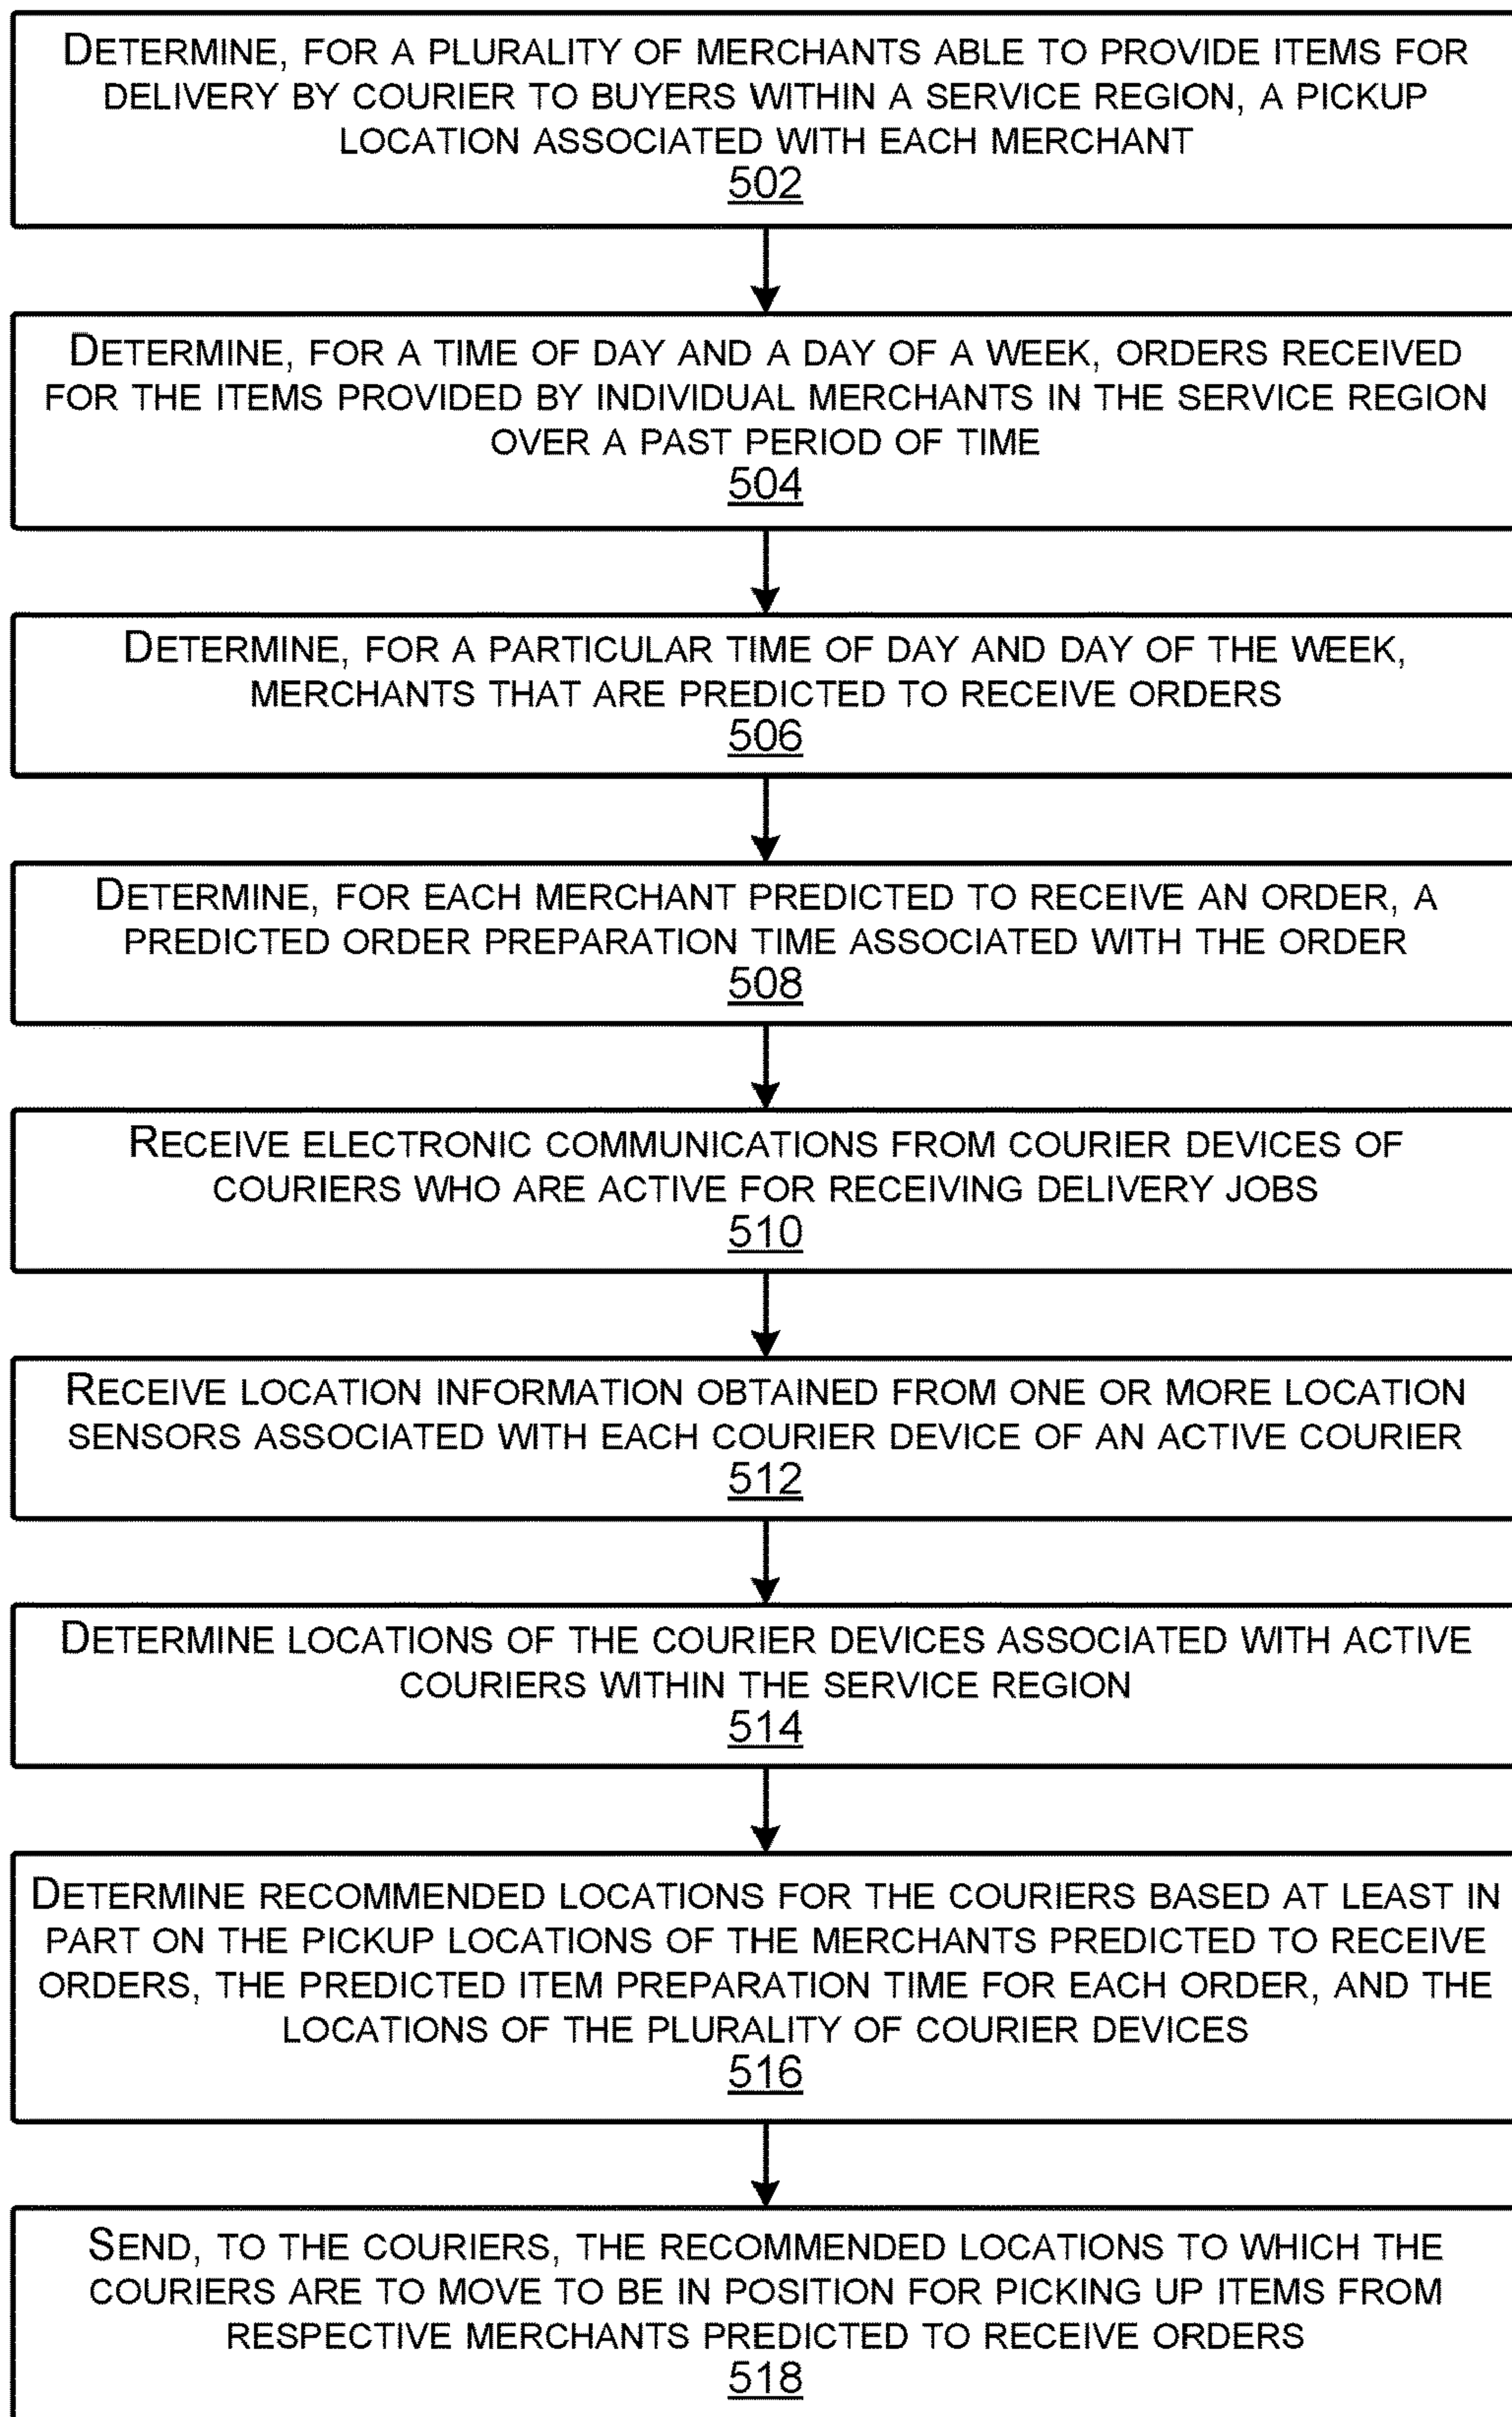 DETERMINE, FOR A PLURALITY OF MERCHANTS ABLE TO PROVIDE ITEMS FOR
DELIVERY BY COURIER TO BUYERS WITHIN A SERVICE REGION, A PICKUP
LOCATION ASSOCIATED WITH EACH MERCHANT
502
DETERMINE, FOR A TIME OF DAY AND A DAY OF A WEEK, ORDERS RECEIVED
FOR THE ITEMS PROVIDED BY INDIVIDUAL MERCHANTS IN THE SERVICE REGION
OVER A PAST PERIOD OF TIME
504
DETERMINE, FOR A PARTICULAR TIME OF DAY AND DAY OF THE WEEK,
MERCHANTS THAT ARE PREDICTED TO RECEIVE ORDERS
506
DETERMINE, FOR EACH MERCHANT PREDICTED TO RECEIVE AN ORDER, A
PREDICTED ORDER PREPARATION TIME ASSOCIATED WITH THE ORDER
508
RECEIVE ELECTRONIC COMMUNICATIONS FROM COURIER DEVICES OF
COURIERS WHO ARE ACTIVE FOR RECEIVING DELIVERY JOBS
510
RECEIVE LOCATION INFORMATION OBTAINED FROM ONE OR MORE LOCATION
SENSORS ASSOCIATED WITH EACH COURIER DEVICE OF AN ACTIVE COURIER
512
DETERMINE LOCATIONS OF THE COURIER DEVICES ASSOCIATED WITH ACTIVE
COURIERS WITHIN THE SERVICE REGION
514
DETERMINE RECOMMENDED LOCATIONS FOR THE COURIERS BASED AT LEAST IN
PART ON THE PICKUP LOCATIONS OF THE MERCHANTS PREDICTED TO RECEIVE
ORDERS, THE PREDICTED ITEM PREPARATION TIME FOR EACH ORDER, AND THE
LOCATIONS OF THE PLURALITY OF COURIER DEVICES
516
SEND, TO THE COURIERS, THE RECOMMENDED LOCATIONS TO WHICH THE
COURIERS ARE TO MOVE TO BE IN POSITION FOR PICKING UP ITEMS FROM
RESPECTIVE MERCHANTS PREDICTED TO RECEIVE ORDERS
518